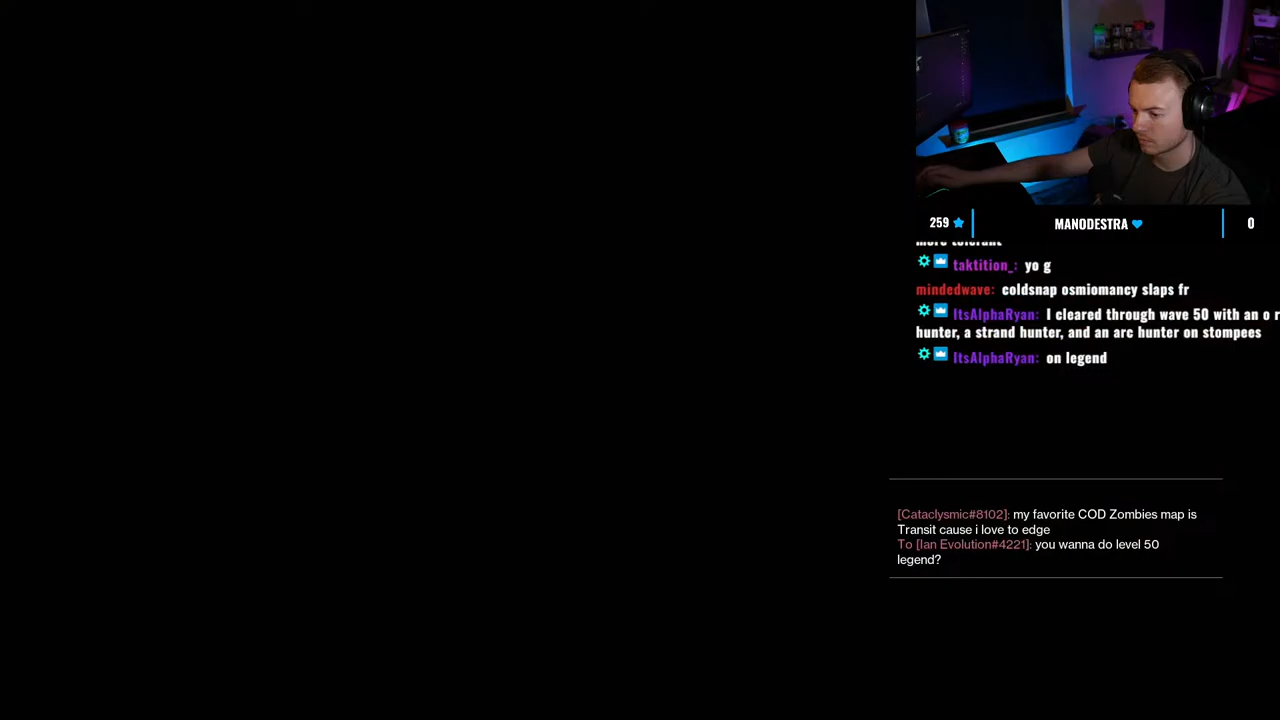 259
MANODESTRA
0
more tolerant
taktition_: yo g
mindedwave: coldsnap osmiomancy slaps fr
ItsAlphaRyan: I cleared through wave 50 with an o r
hunter, a strand hunter, and an arc hunter on stompees
ItsAlphaRyan: on legend
[Cataclysmic#8102]: my favorite COD Zombies map is
Transit cause i love to edge
To [Ian Evolution#4221]: you wanna do level 50
legend?